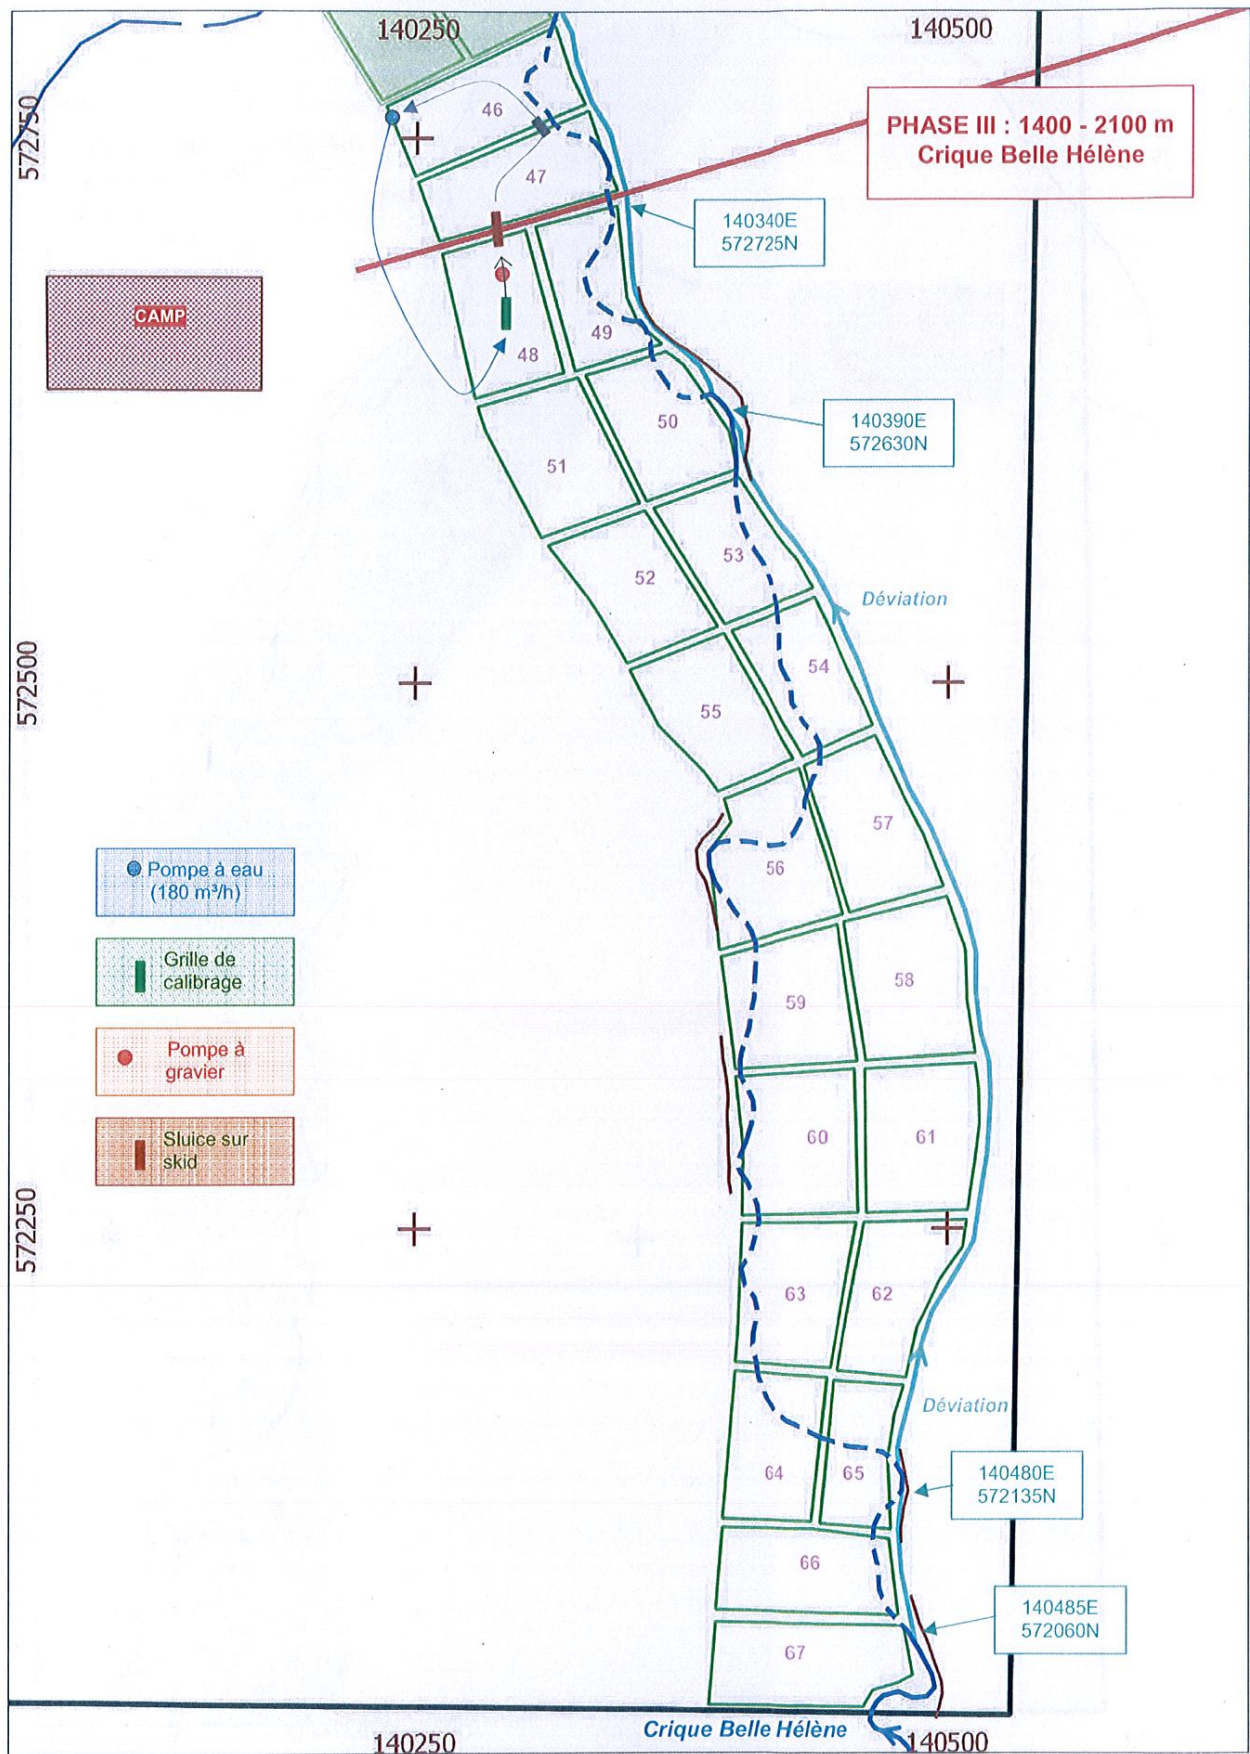 140250
140500
572750
PHASE III : 1400 - 2100 m
Crique Belle Hélène
46
47
140340E
572725N
CAMP
48
49
50
140390E
572630N
51
52
53
Déviation
572500
54
55
56
57
Pompe à eau
(180 m³/h)
Grille de
calibrage
Pompe à
gravier
Sluice sur
skid
58
59
60
61
572250
62
63
Déviation
64
65
140480E
572135N
66
140485E
572060N
67
Crique Belle Hélène
140250
140500